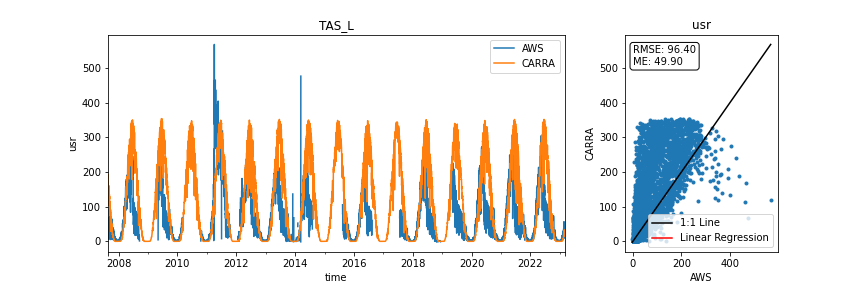 TAS_L
usr
AWS
CARRA
500
400
300
200
100
0
2008
2010
2012
2014
2016
2018
2020
2022
time
usr
usr
RMSE: 96.40
ME: 49.90
1:1 Line
Linear Regression
500
400
300
200
100
0
0
200
400
AWS
CARRA